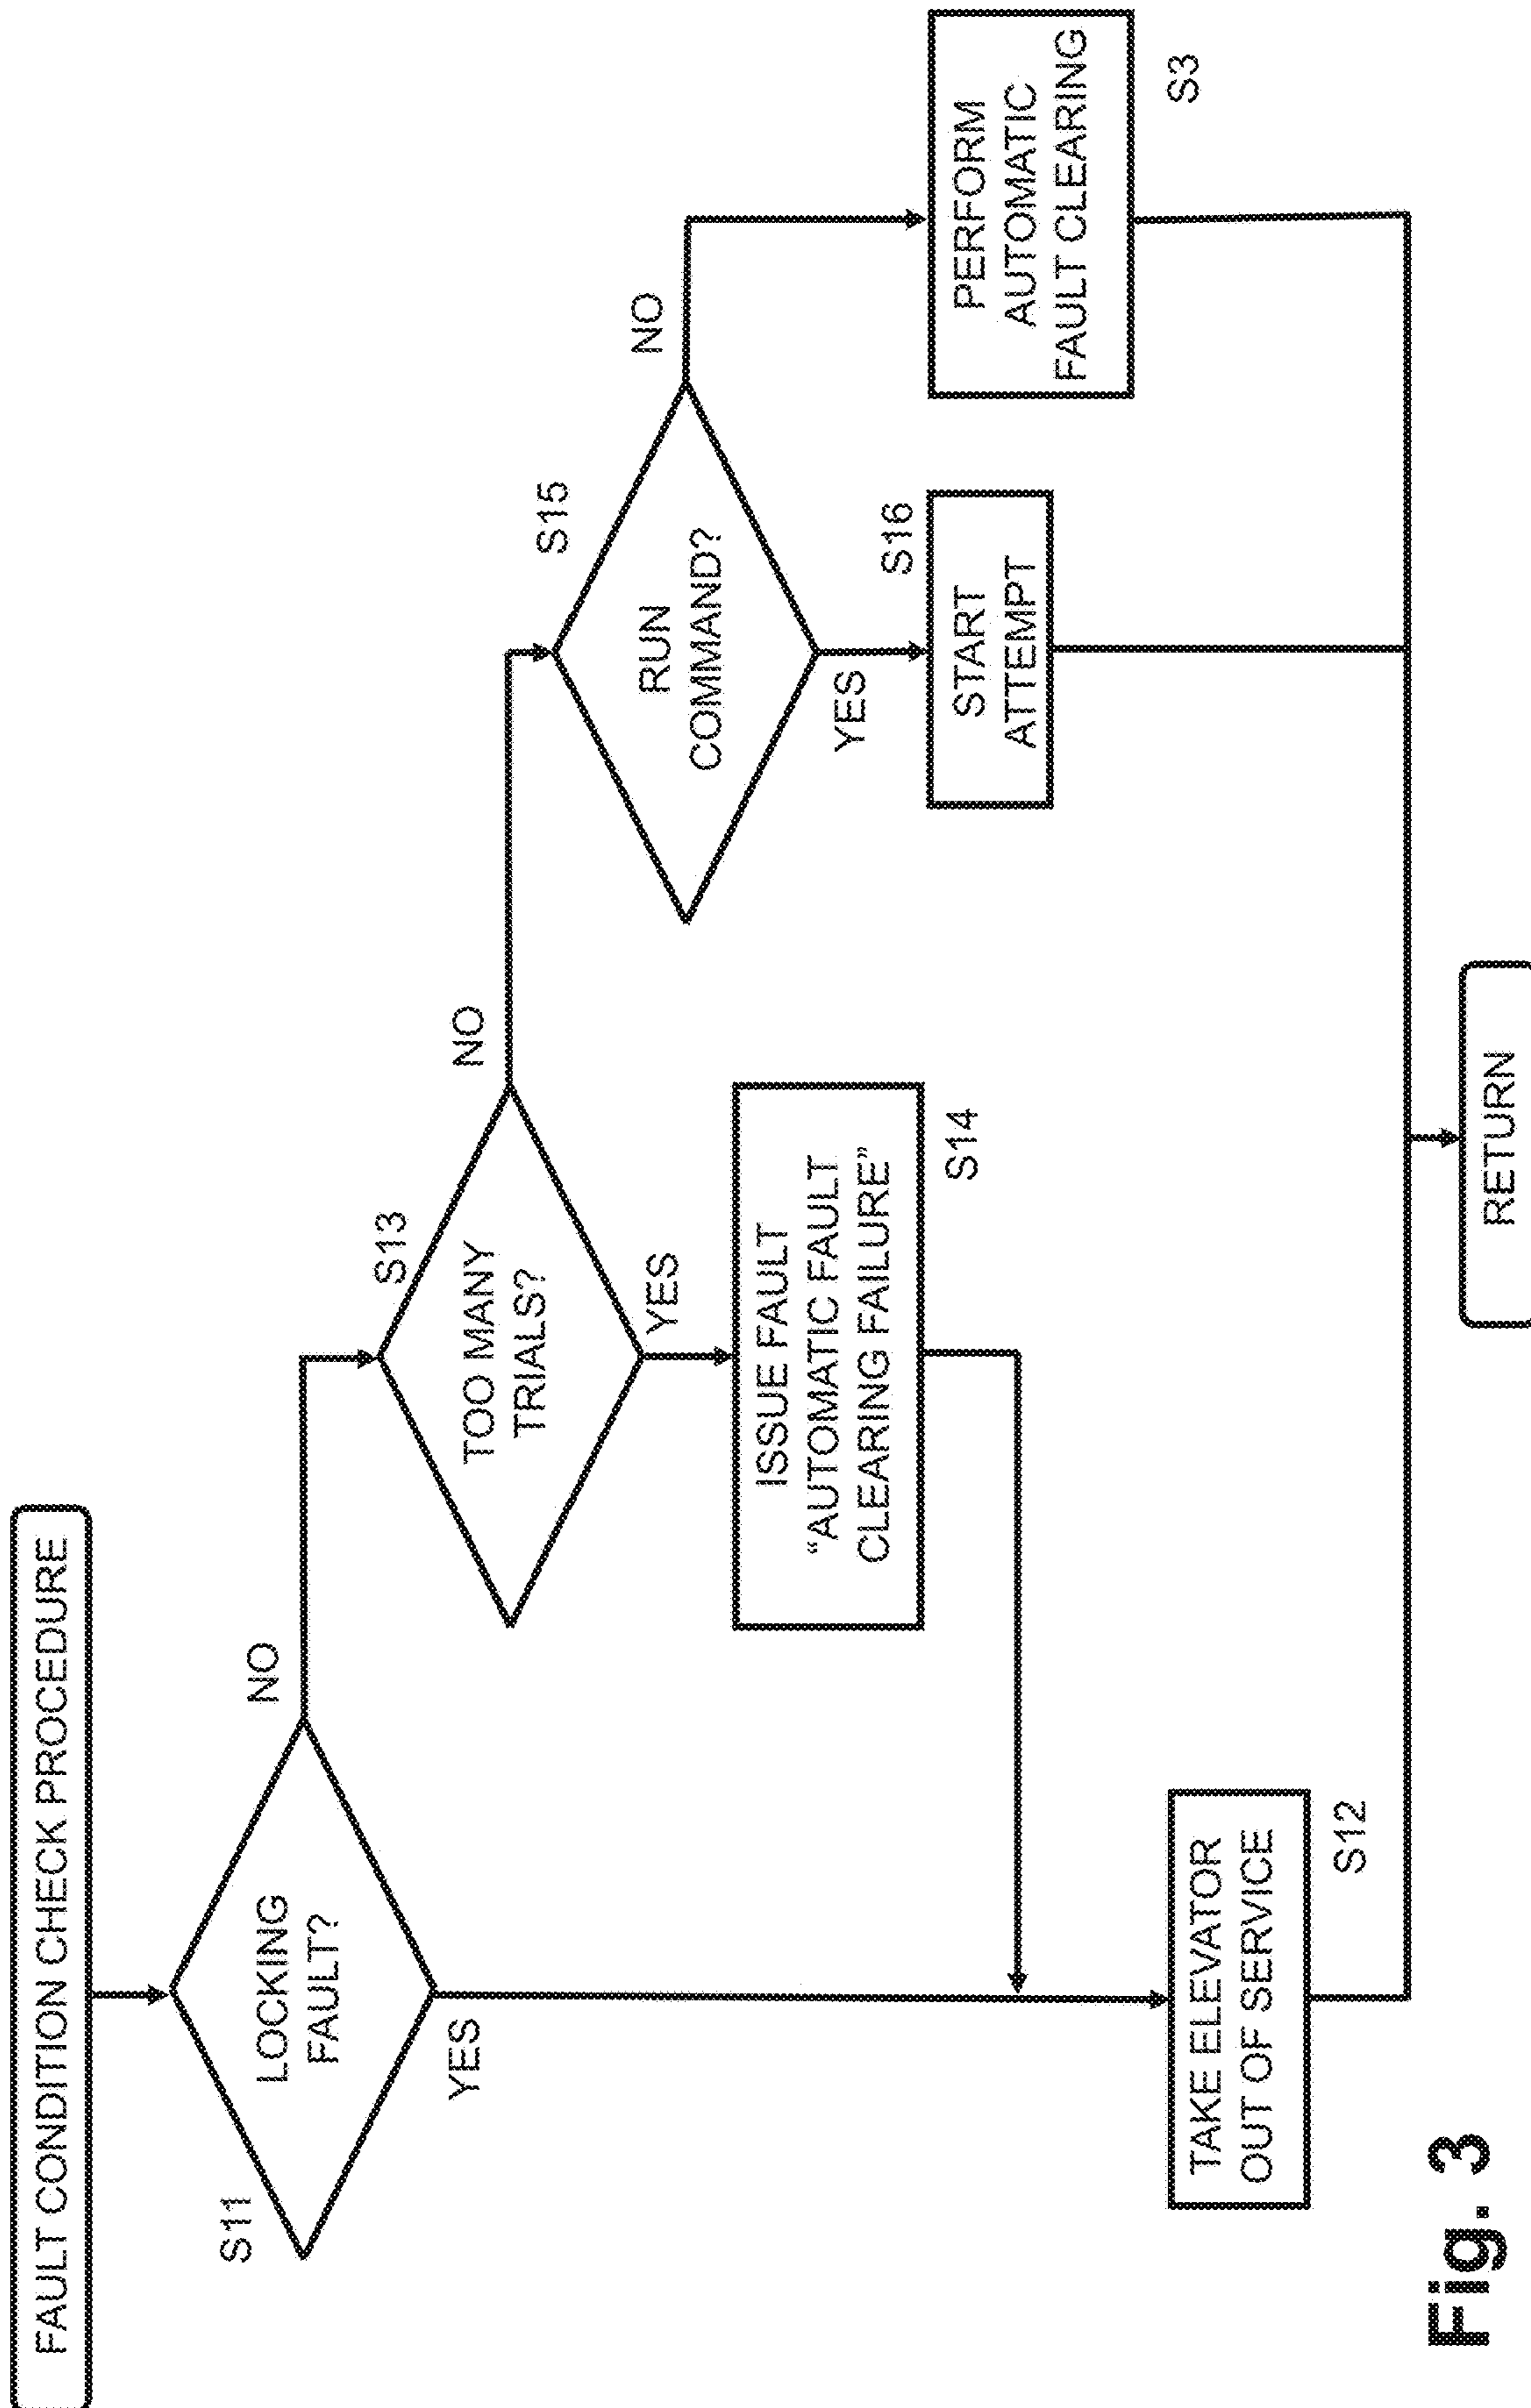 FAULT CONDITION CHECK PROCEDURE
S11
LOCKING
FAULT?
NO
YES
S13
TOO MANY
TRIALS?
NO
YES
S15
RUN
COMMAND?
NO
YES
ISSUE FAULT
“AUTOMATIC FAULT
CLEARING FAILURE”
S14
S16
START
ATTEMPT
PERFORM
AUTOMATIC
FAULT CLEARING
S3
TAKE ELEVATOR
OUT OF SERVICE
S12
RETURN
Fig. 3